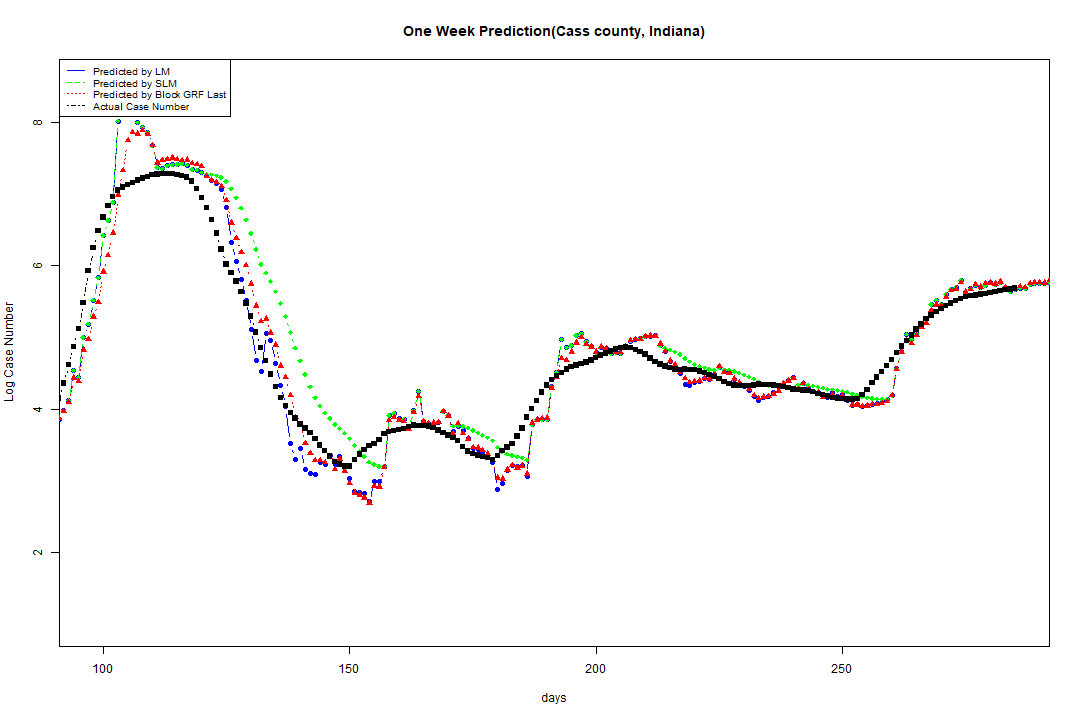 One Week Prediction(Cass county, Indiana)
Predicted by LM
Predicted by SLM
Predicted by Block GRF Last
Actual Case Number
8
6
4
2
Log Case Number
100 150 200 250
days